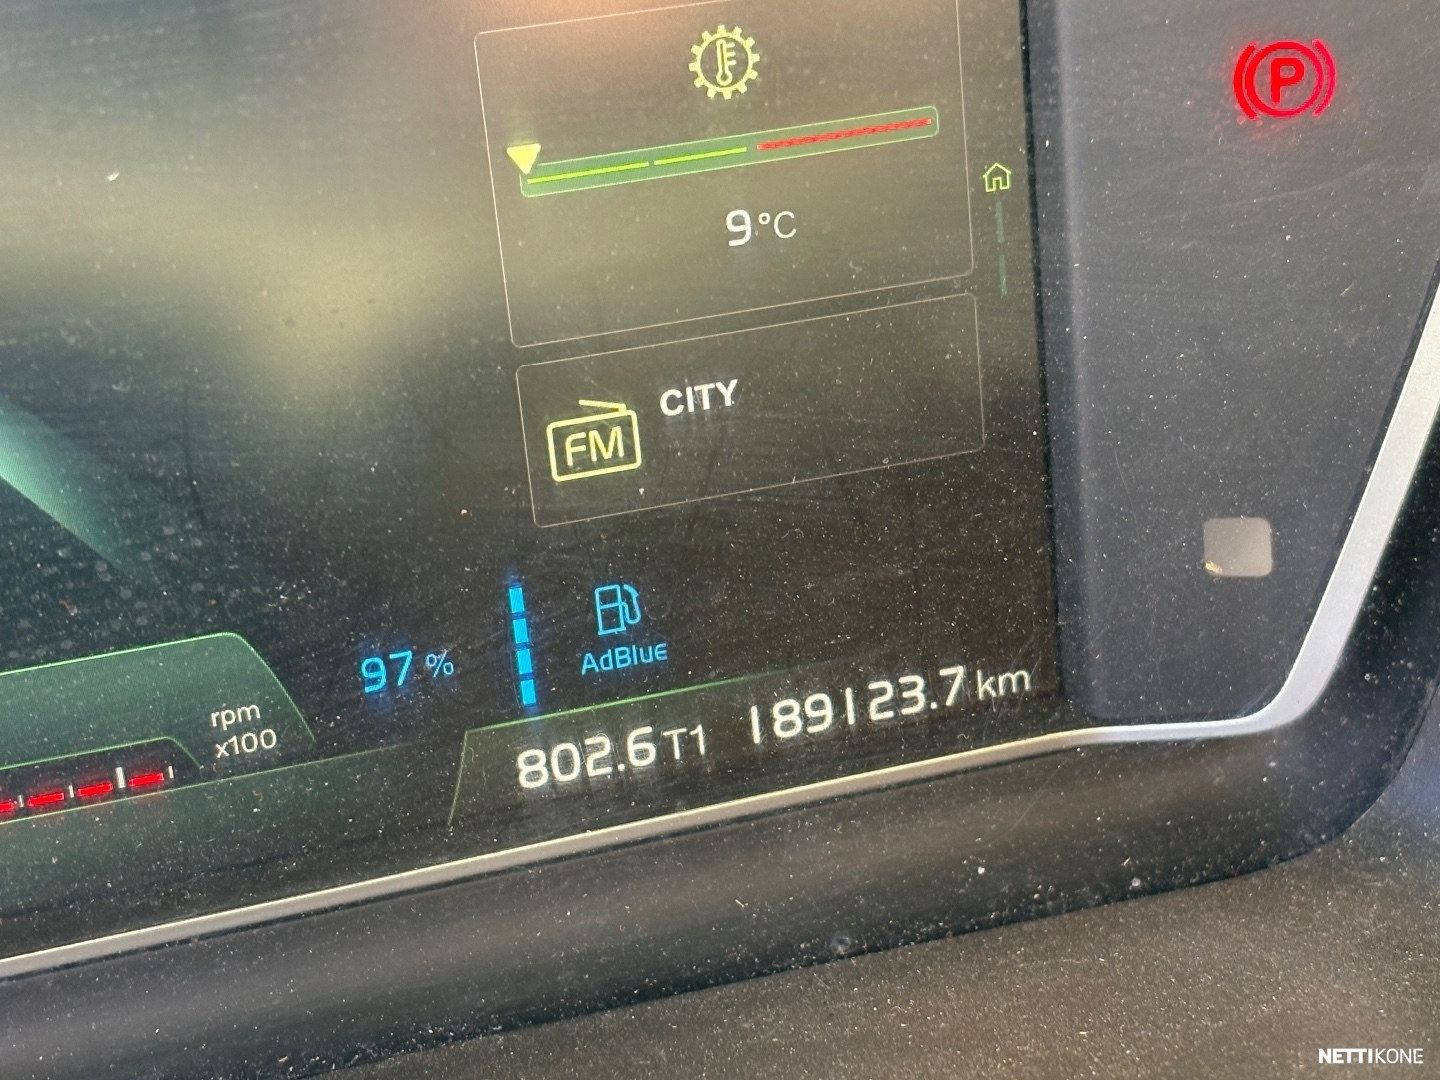 P
9°C
CITY
FM
97 %
AdBlue
rpm
x100
802.6 T1 189123.7 km
NETTIKONE